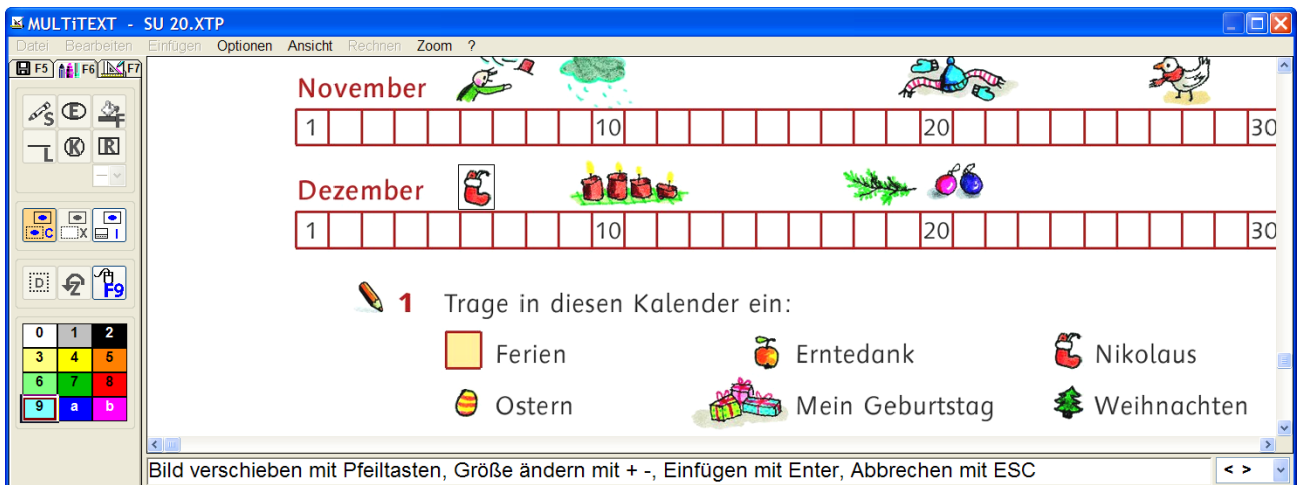 MULTiTEXT - SU 20.XTP
Datei Bearbeiten Einfügen Optionen Ansicht Rechnen Zoom ?
F5 F6 F7
November
S E F
1 10 20 30
L K R
Dezember
C X I
1 10 20 30
D Z F9
1 Trage in diesen Kalender ein:
0 1 2
Ferien Erntedank Nikolaus
3 4 5
6 7 8
9 a b
Ostern Mein Geburtstag Weihnachten
Bild verschieben mit Pfeiltasten, Größe ändern mit + -, Einfügen mit Enter, Abbrechen mit ESC
< >